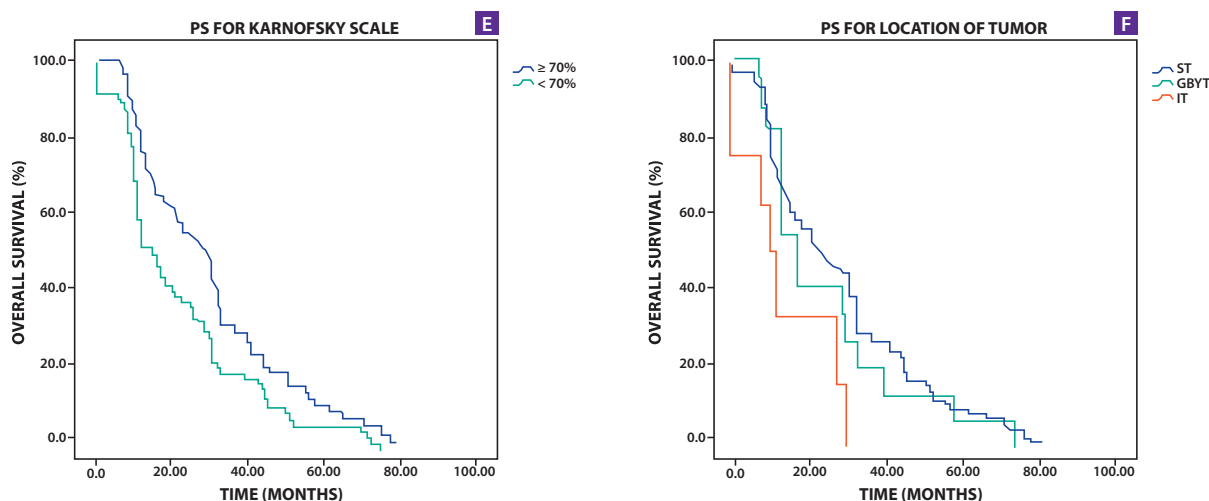 PS FOR KARNOFSKY SCALE
E
≥ 70%
< 70%
OVERALL SURVIVAL (%)
100.0
80.0
60.0
40.0
20.0
0.0
0.0 20.00 40.00 60.00 80.00 100.00
TIME (MONTHS)
PS FOR LOCATION OF TUMOR
F
ST
GBYT
IT
OVERALL SURVIVAL (%)
100.0
80.0
60.0
40.0
20.0
0.0
0.0 20.00 40.00 60.00 80.00 100.00
TIME (MONTHS)